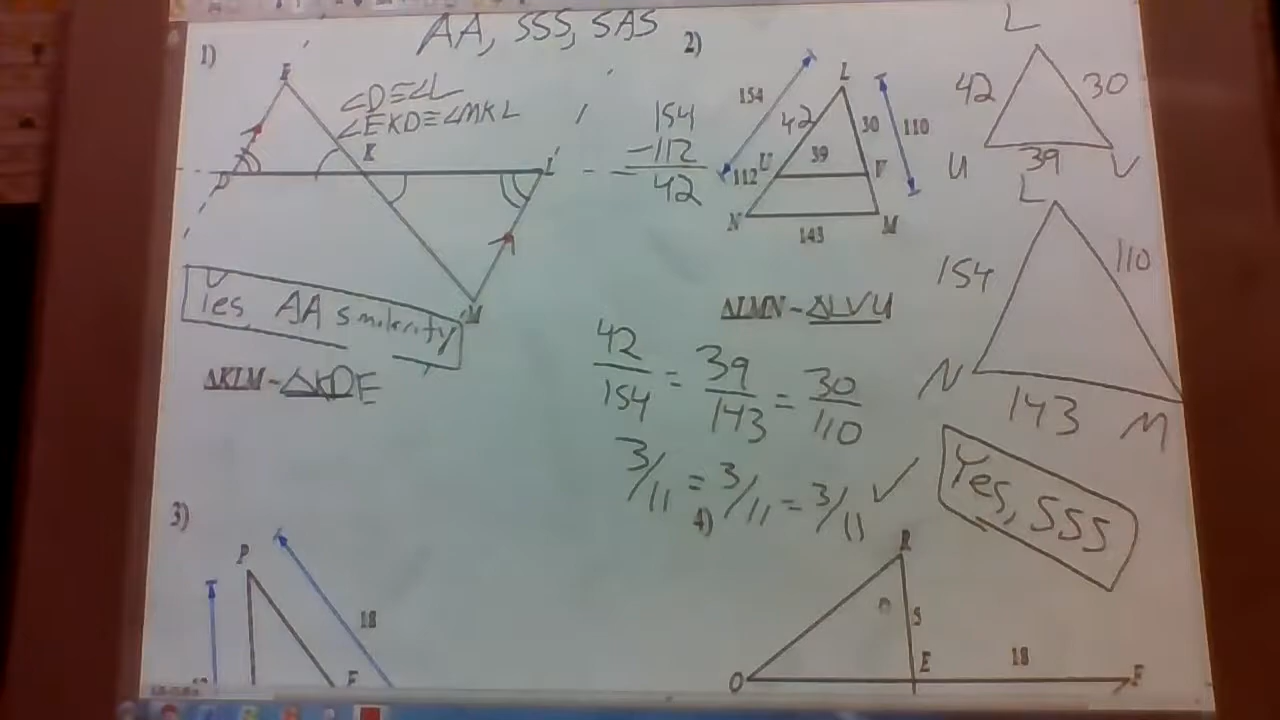 AA, SSS, SAS
1)
E
∠D≅∠L
∠EKD≅∠MKL
K
D
L
M
Yes AA Smilarity
ΔKLM ~ ΔKDE
2)
154
-112
42
L
154
42
30
110
U
39
V
112
N
M
143
ΔLMN ~ ΔLVU
42/154 = 39/143 = 30/110
3/11 = 3/11 = 3/11 ✓
L
42
30
U
39
V
L
154
110
N
143
M
Yes, SSS
3)
P
18
4)
R
5
E
18